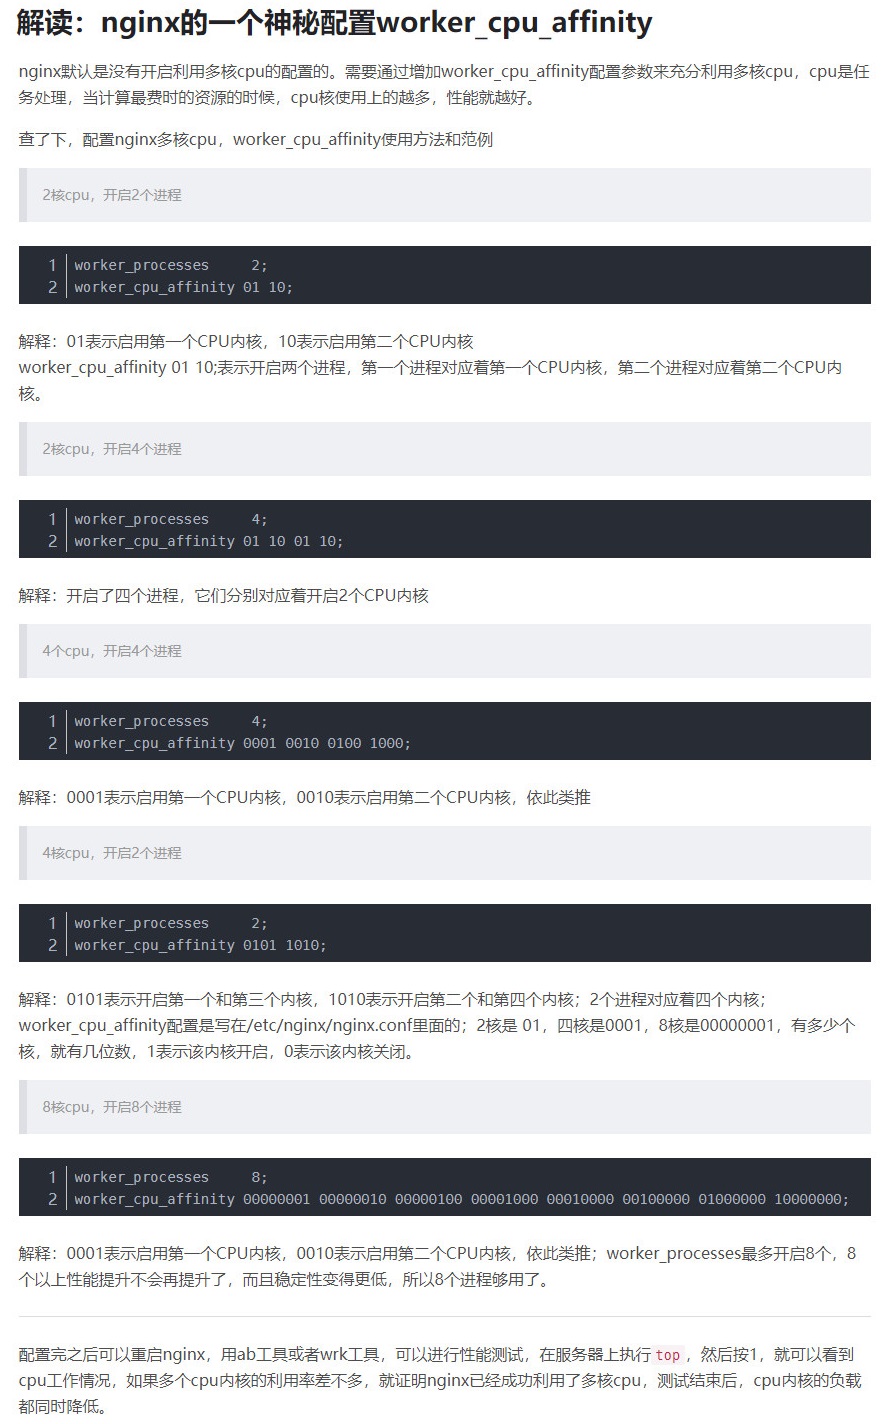 解读：nginx的一个神秘配置worker_cpu_affinity
nginx默认是没有开启利用多核cpu的配置的。需要通过增加worker_cpu_affinity配置参数来充分利用多核cpu，cpu是任
务处理，当计算最费时的资源的时候，cpu核使用上的越多，性能就越好。
查了下，配置nginx多核cpu，worker_cpu_affinity使用方法和范例
2核cpu，开启2个进程
1 worker_processes     2;
2 worker_cpu_affinity 01 10;
解释：01表示启用第一个CPU内核，10表示启用第二个CPU内核
worker_cpu_affinity 01 10;表示开启两个进程，第一个进程对应着第一个CPU内核，第二个进程对应着第二个CPU内
核。
2核cpu，开启4个进程
1 worker_processes     4;
2 worker_cpu_affinity 01 10 01 10;
解释：开启了四个进程，它们分别对应着开启2个CPU内核
4个cpu，开启4个进程
1 worker_processes     4;
2 worker_cpu_affinity 0001 0010 0100 1000;
解释：0001表示启用第一个CPU内核，0010表示启用第二个CPU内核，依此类推
4核cpu，开启2个进程
1 worker_processes     2;
2 worker_cpu_affinity 0101 1010;
解释：0101表示开启第一个和第三个内核，1010表示开启第二个和第四个内核；2个进程对应着四个内核；
worker_cpu_affinity配置是写在/etc/nginx/nginx.conf里面的；2核是 01，四核是0001，8核是00000001，有多少个
核，就有几位数，1表示该内核开启，0表示该内核关闭。
8核cpu，开启8个进程
1 worker_processes     8;
2 worker_cpu_affinity 00000001 00000010 00000100 00001000 00010000 00100000 01000000 10000000;
解释：0001表示启用第一个CPU内核，0010表示启用第二个CPU内核，依此类推；worker_processes最多开启8个，8
个以上性能提升不会再提升了，而且稳定性变得更低，所以8个进程够用了。
配置完之后可以重启nginx，用ab工具或者wrk工具，可以进行性能测试，在服务器上执行top，然后按1，就可以看到
cpu工作情况，如果多个cpu内核的利用率差不多，就证明nginx已经成功利用了多核cpu，测试结束后，cpu内核的负载
都同时降低。